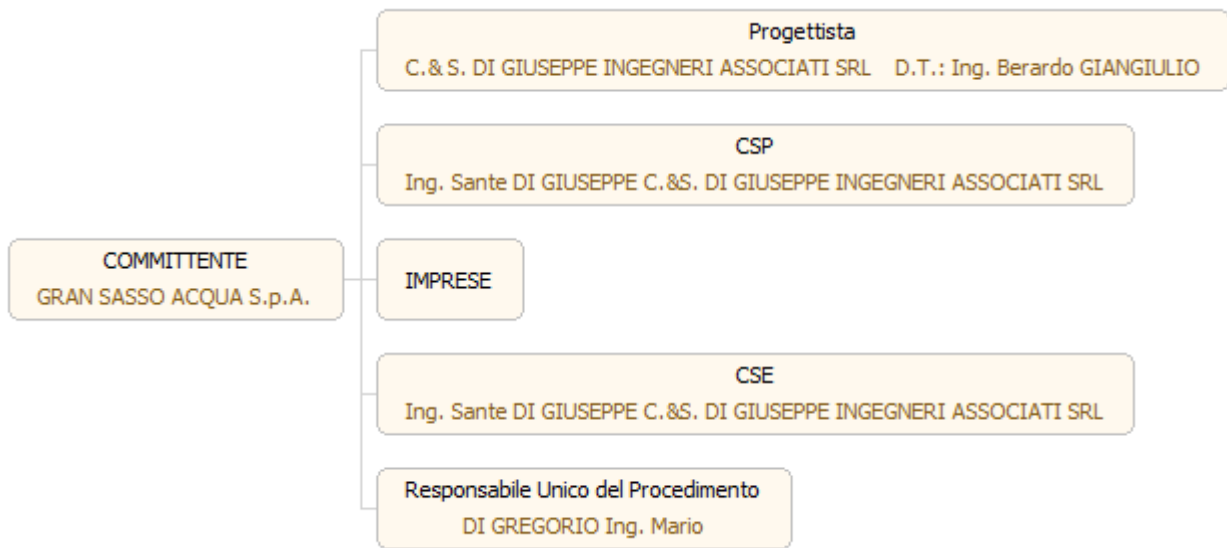 Progettista
C.& S. DI GIUSEPPE INGEGNERI ASSOCIATI SRL D.T.: Ing. Berardo GIANGIULIO
CSP
Ing. Sante DI GIUSEPPE C.&S. DI GIUSEPPE INGEGNERI ASSOCIATI SRL
COMMITTENTE
GRAN SASSO ACQUA S.p.A.
IMPRESE
CSE
Ing. Sante DI GIUSEPPE C.&S. DI GIUSEPPE INGEGNERI ASSOCIATI SRL
Responsabile Unico del Procedimento
DI GREGORIO Ing. Mario